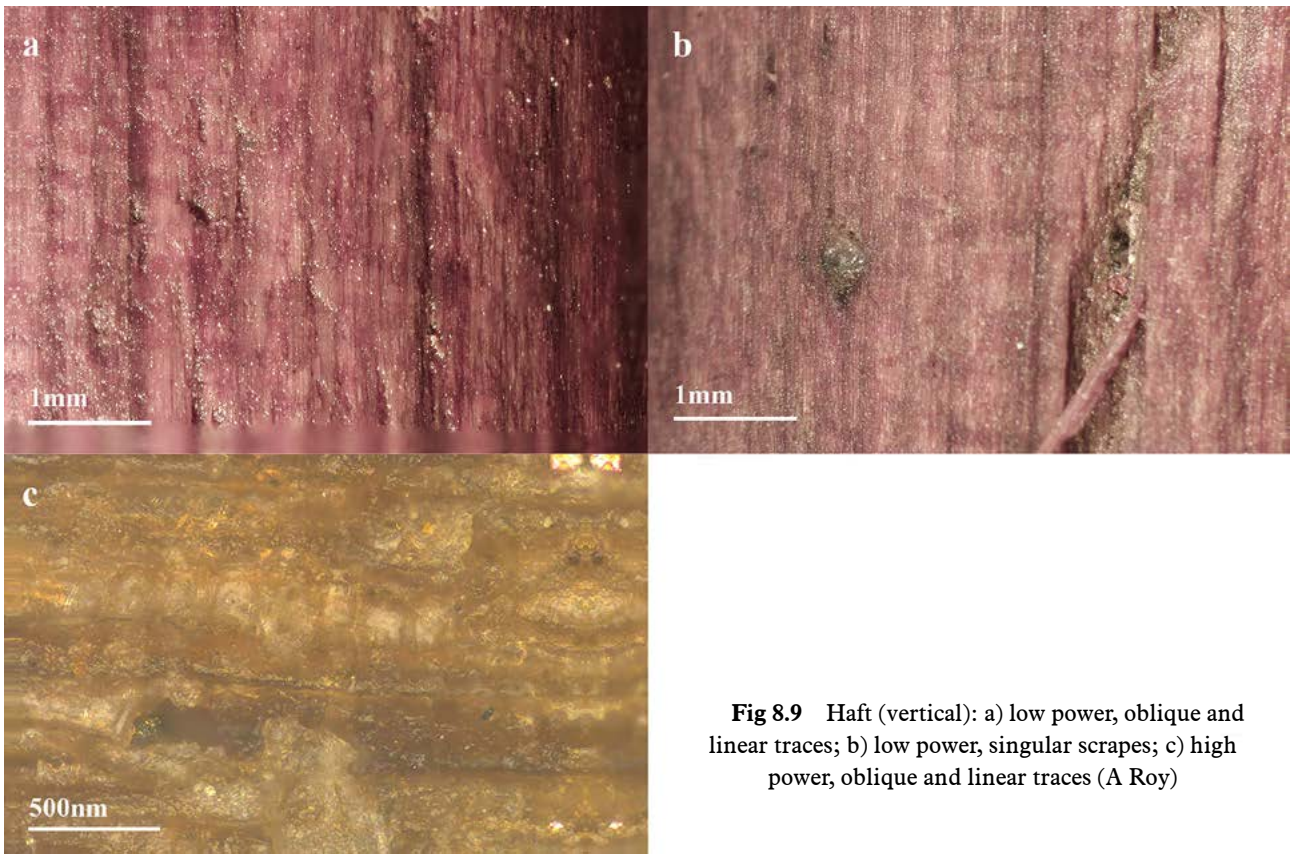 a
1mm
b
1mm
c
500nm
Fig 8.9 Haft (vertical): a) low power, oblique and
linear traces; b) low power, singular scrapes; c) high
power, oblique and linear traces (A Roy)